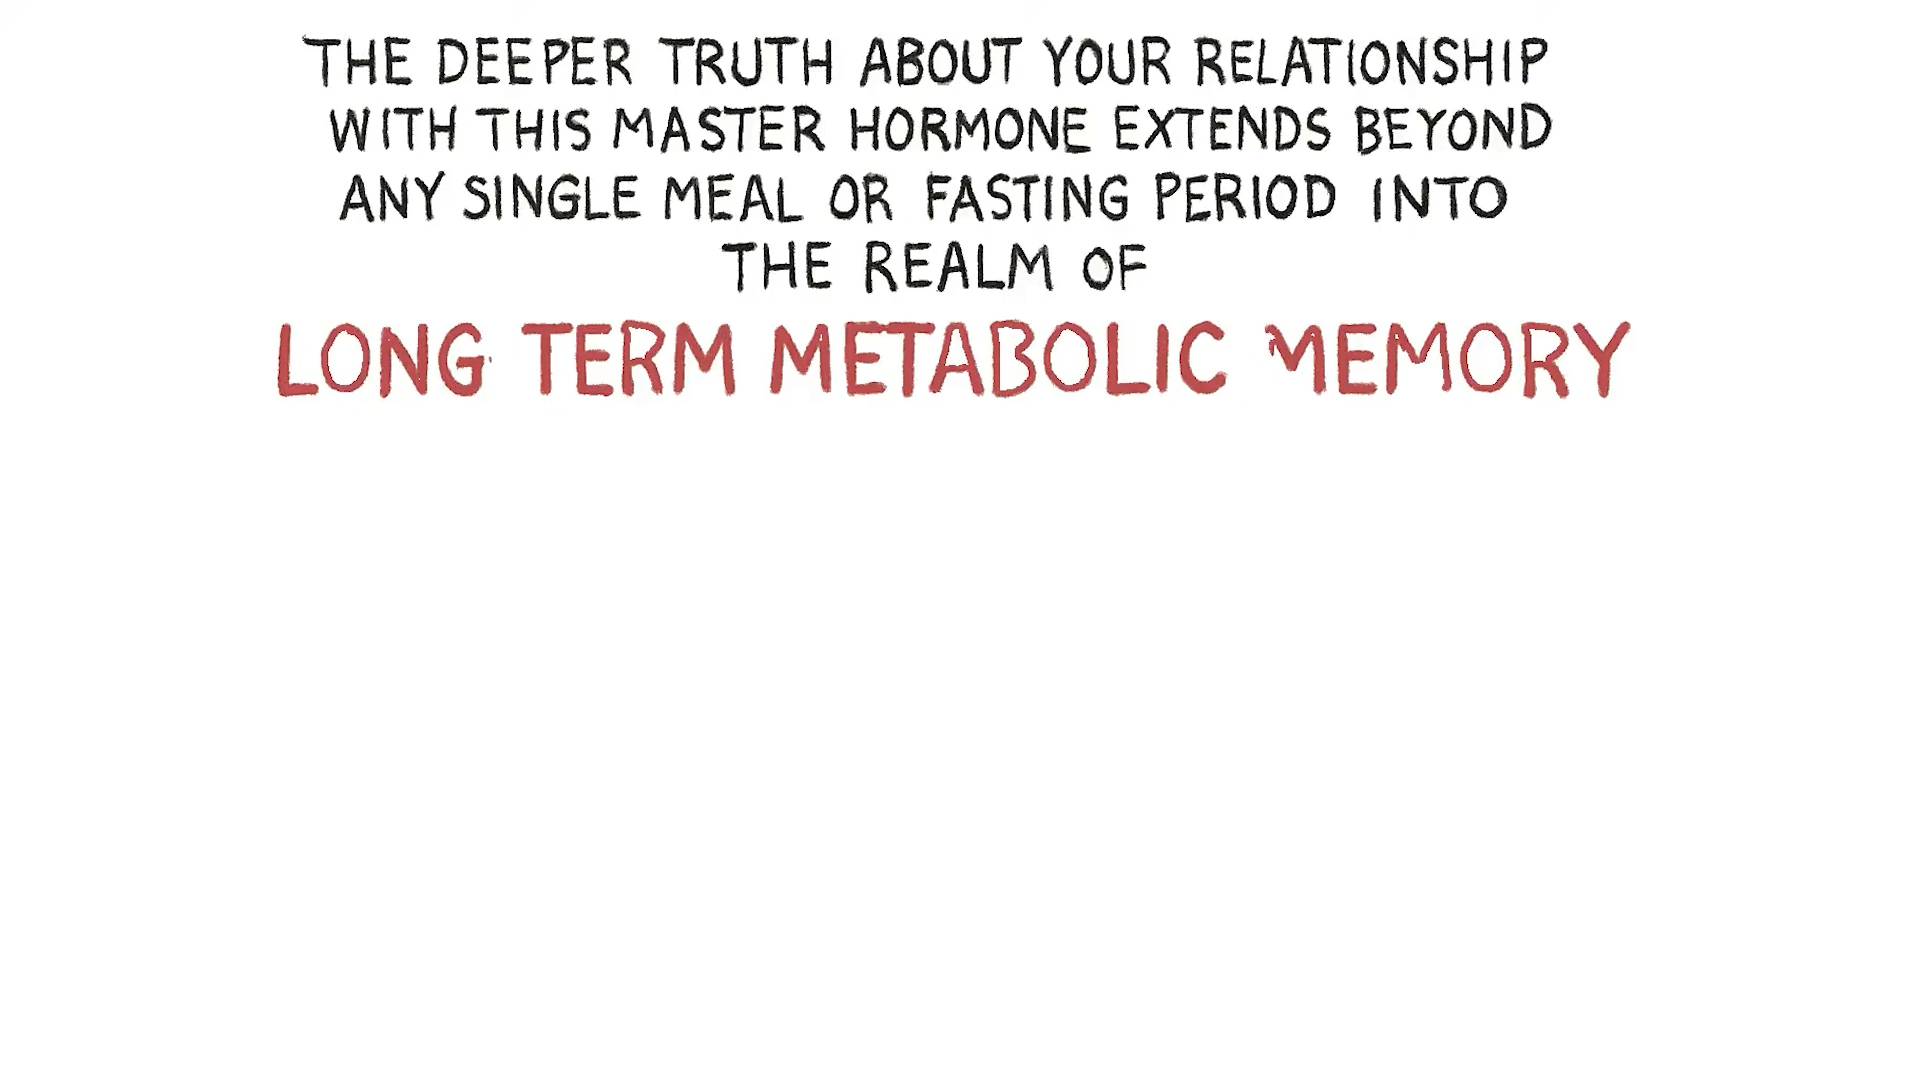 THE DEEPER TRUTH ABOUT YOUR RELATIONSHIP
WITH THIS MASTER HORMONE EXTENDS BEYOND
ANY SINGLE MEAL OR FASTING PERIOD INTO
THE REALM OF
LONG TERM METABOLIC MEMORY